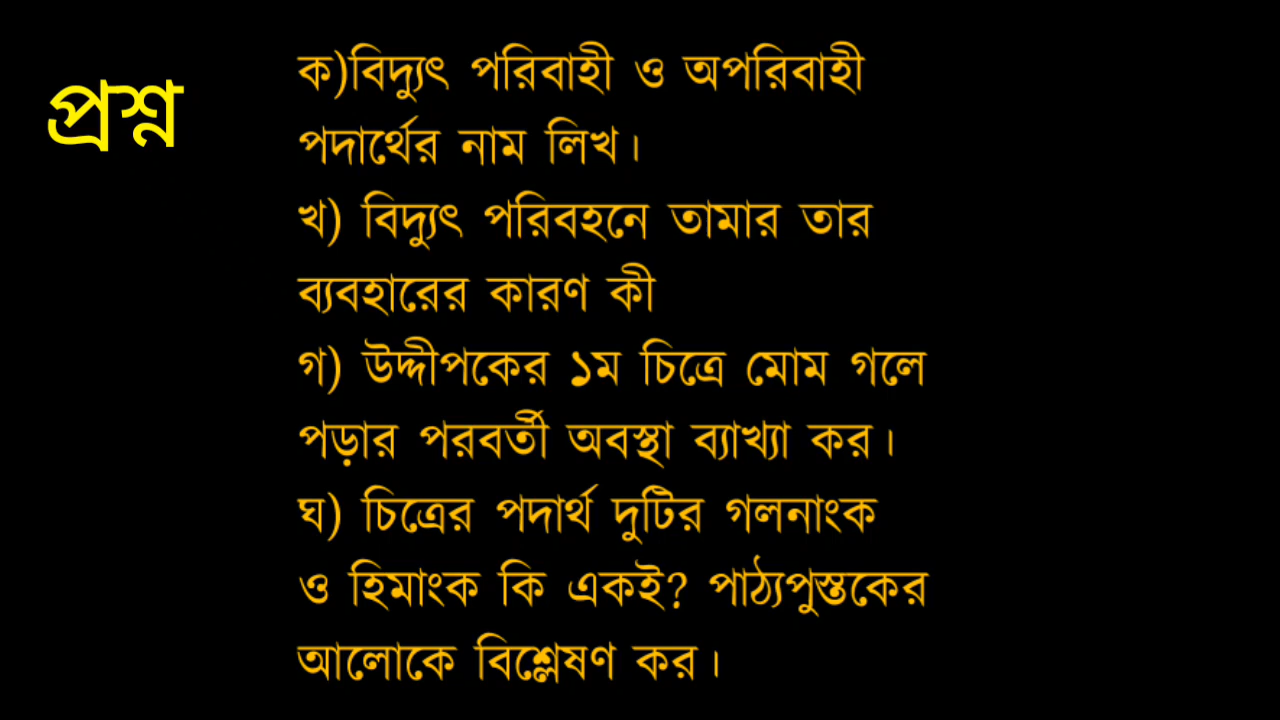 প্রশ্ন
ক)বিদ্যুৎ পরিবাহী ও অপরিবাহী
পদার্থের নাম লিখ।
খ) বিদ্যুৎ পরিবহনে তামার তার
ব্যবহারের কারণ কী
গ) উদ্দীপকের ১ম চিত্রে মোম গলে
পড়ার পরবর্তী অবস্থা ব্যাখ্যা কর।
ঘ) চিত্রের পদার্থ দুটির গলনাংক
ও হিমাংক কি একই? পাঠ্যপুস্তকের
আলোকে বিশ্লেষণ কর।